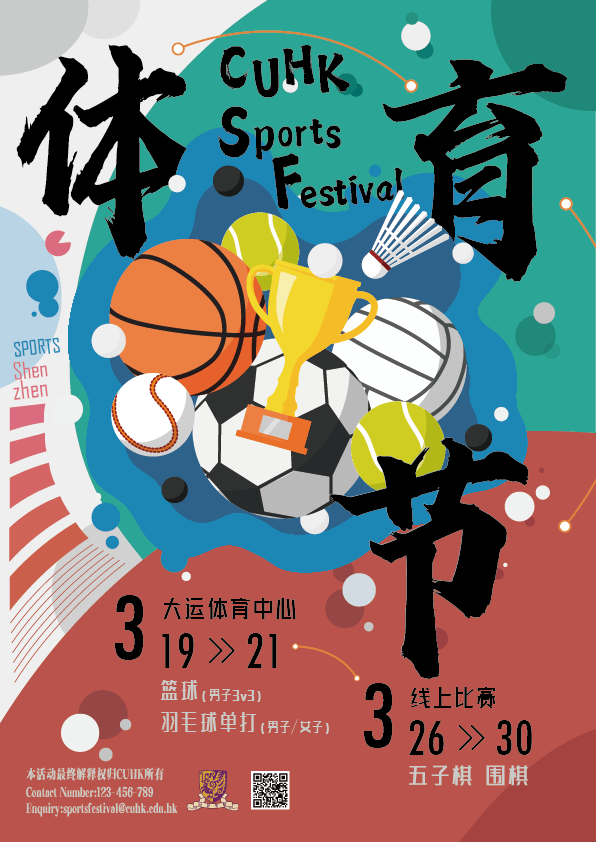 体育节
CUHK
Sports
Festival
SPORTS
Shen
zhen
3
大运体育中心
19 >> 21
篮球(男子3v3)
羽毛球单打(男子/女子)
3
线上比赛
26 >> 30
五子棋 围棋
本活动最终解释权归CUHK所有
Contact Number:123-456-789
Enquiry:sportsfestival@cuhk.edu.hk